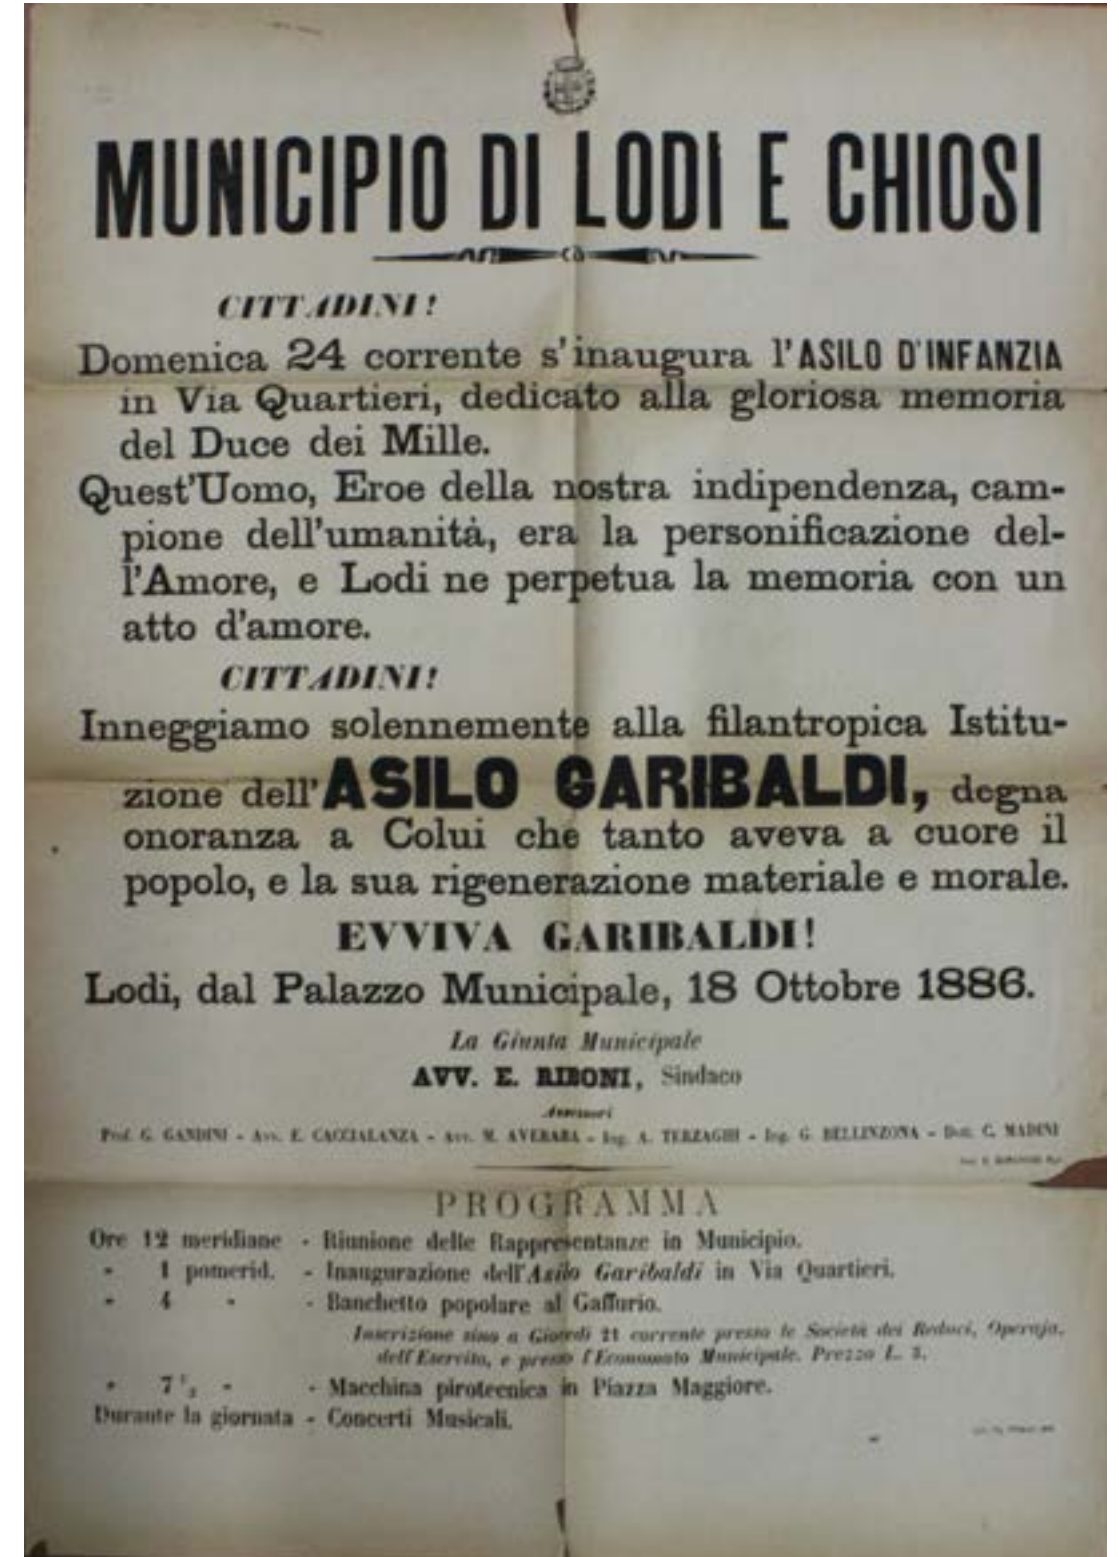 MUNICIPIO DI LODI E CHIOSI
CITTADINI!
Domenica 24 corrente s'inaugura l'ASILO D'INFANZIA
in Via Quartieri, dedicato alla gloriosa memoria
del Duce dei Mille.
Quest'Uomo, Eroe della nostra indipendenza, cam-
pione dell'umanità, era la personificazione del-
l'Amore, e Lodi ne perpetua la memoria con un
atto d'amore.
CITTADINI!
Inneggiamo solennemente alla filantropica Istitu-
zione dell'ASILO GARIBALDI, degna
onoranza a Colui che tanto aveva a cuore il
popolo, e la sua rigenerazione materiale e morale.
EVVIVA GARIBALDI!
Lodi, dal Palazzo Municipale, 18 Ottobre 1886.
La Giunta Municipale
AVV. E. RIBONI, Sindaco
Assessori
Prof. G. GANDINI - Avv. E. CACCIALANZA - Avv. M. AVERARA - Ing. A. TERZAGHI - Ing. G. BELLINZONA - Dott. C. MADINI
PROGRAMMA
Ore 12 meridiane - Riunione delle Rappresentanze in Municipio.
" 1 pomerid. - Inaugurazione dell'Asilo Garibaldi in Via Quartieri.
" 4 " - Banchetto popolare al Gaffurio.
Inscrizione sino a Giovedì 21 corrente presso le Società dei Reduci, Operaja,
dell'Esercito, e presso l'Economato Municipale. Prezzo L. 3.
" 7 1/2 " - Macchina pirotecnica in Piazza Maggiore.
Durante la giornata - Concerti Musicali.